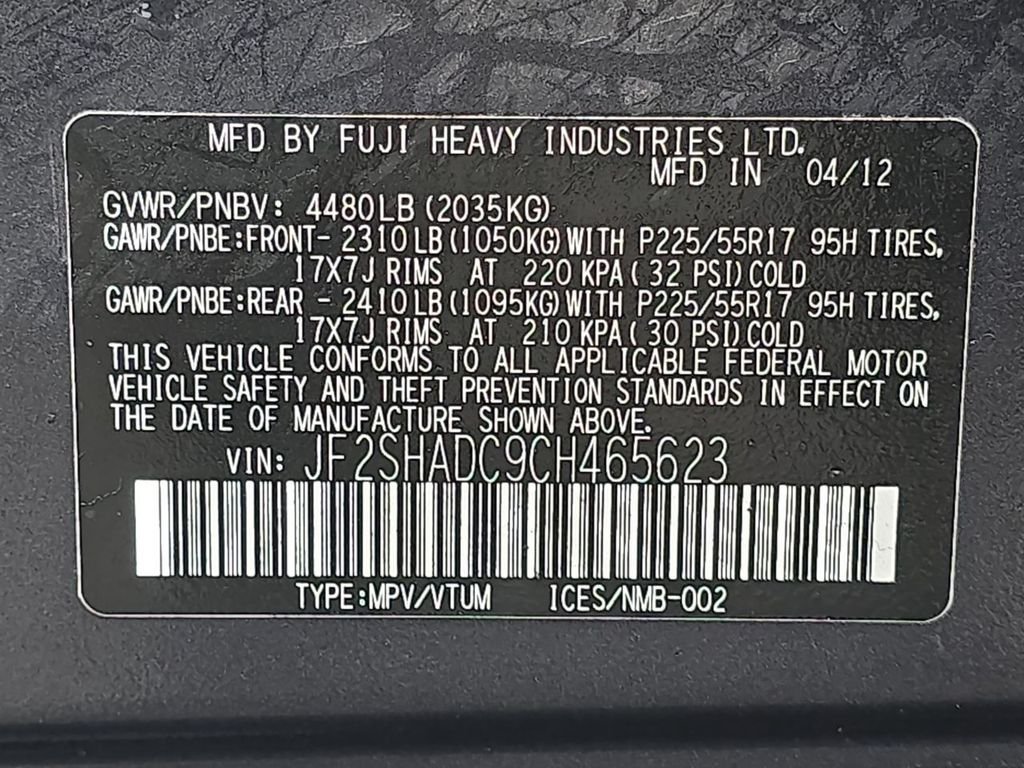 MFD BY FUJI HEAVY INDUSTRIES LTD.
MFD IN 04/12
GVWR/PNBV: 4480LB (2035KG)
GAWR/PNBE:FRONT- 2310LB(1050KG)WITH P225/55R17 95H TIRES,
17X7J RIMS AT 220 KPA( 32 PSI)COLD
GAWR/PNBE:REAR - 2410LB(1095KG)WITH P225/55R17 95H TIRES,
17X7J RIMS AT 210 KPA( 30 PSI)COLD
THIS VEHICLE CONFORMS TO ALL APPLICABLE FEDERAL MOTOR
VEHICLE SAFETY AND THEFT PREVENTION STANDARDS IN EFFECT ON
THE DATE OF MANUFACTURE SHOWN ABOVE.
VIN: JF2SHADC9CH465623
TYPE:MPV/VTUM ICES/NMB-002